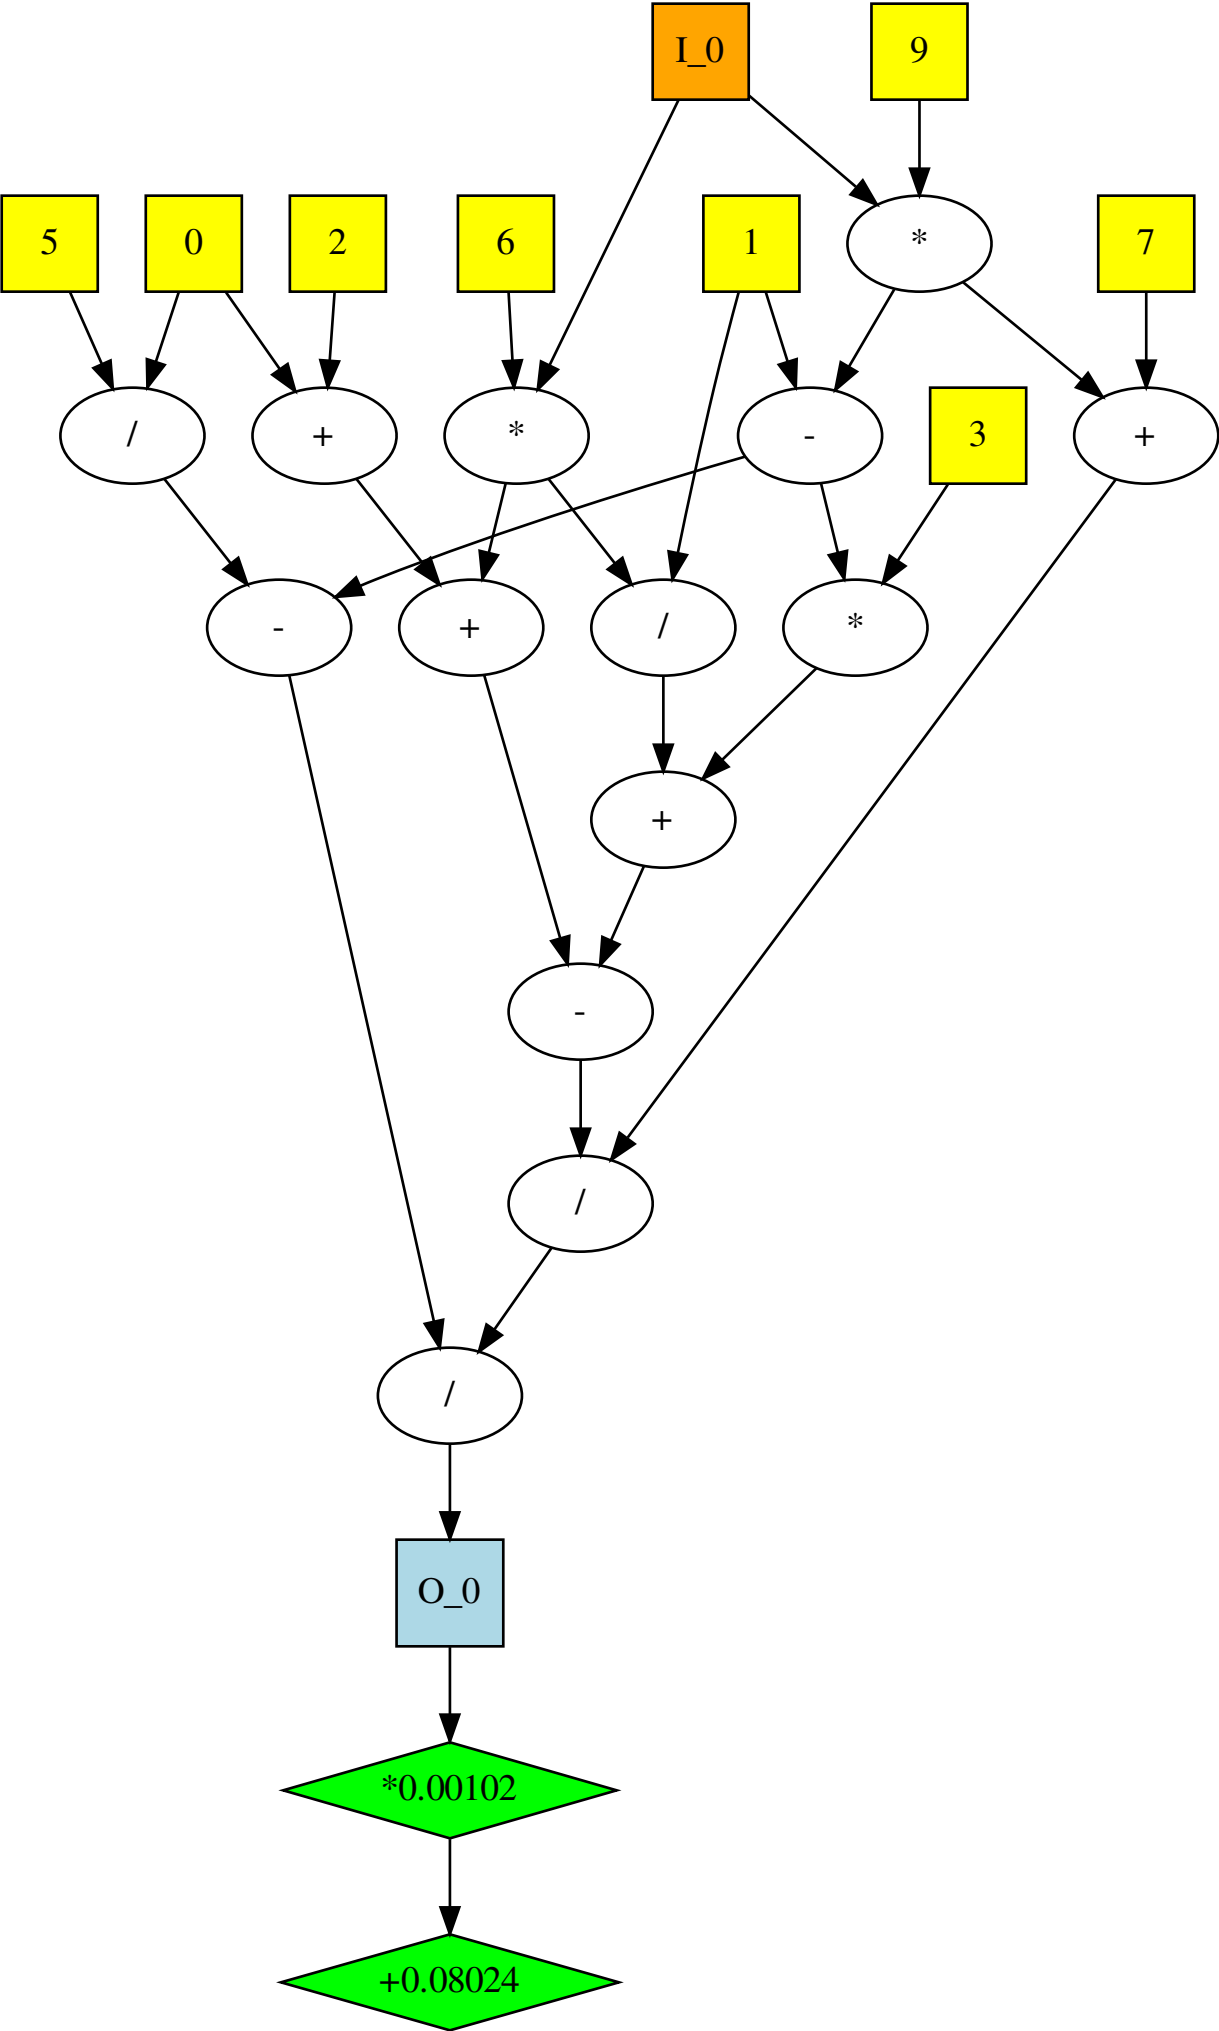 I_0 9
5 0 2 6 1 * 7
/ + * - 3 +
- + / *
+
-
/
/
O_0
*0.00102
+0.08024